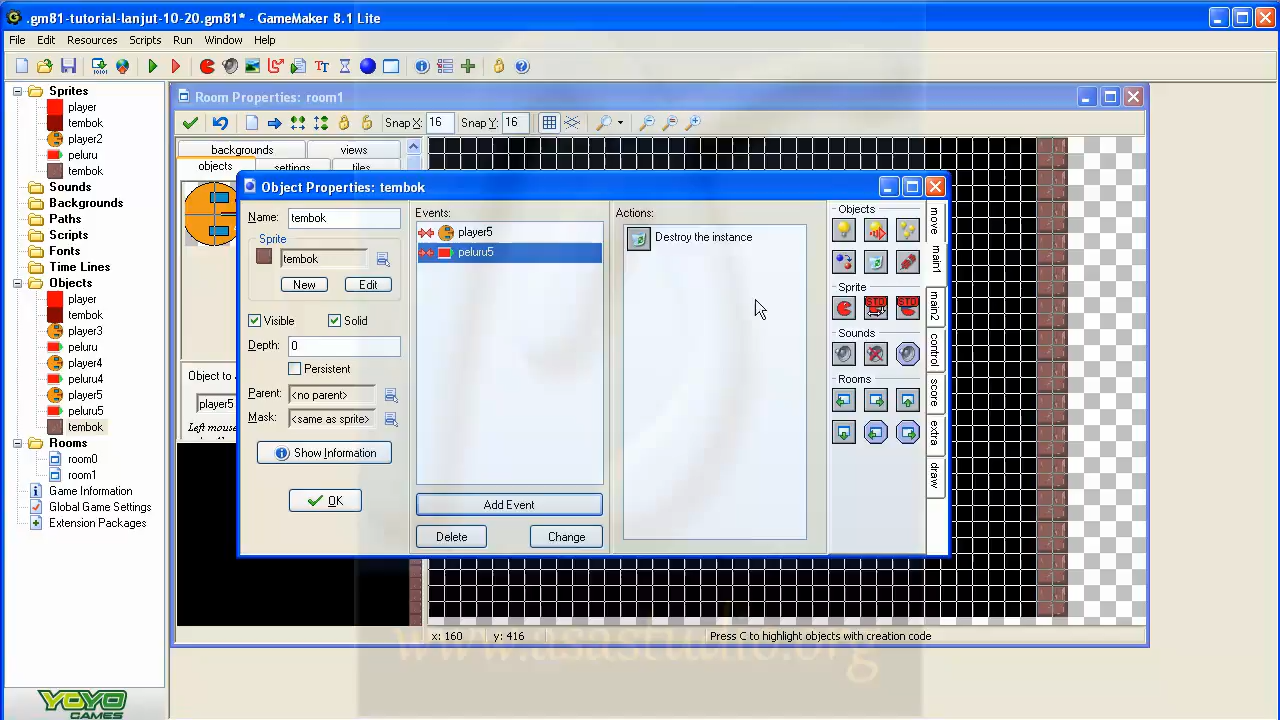 .gm81-tutorial-lanjut-10-20.gm81* - GameMaker 8.1 Lite
File Edit Resources Scripts Run Window Help
Sprites
player
tembok
player2
peluru
tembok
Sounds
Backgrounds
Paths
Scripts
Fonts
Time Lines
Objects
player
tembok
player3
peluru
player4
peluru4
player5
peluru5
tembok
Rooms
room0
room1
Game Information
Global Game Settings
Extension Packages
YOYO
GAMES
Room Properties: room1
Snap X: 16 Snap Y: 16
backgrounds views
objects settings tiles
Object to
player5
Left mouse
x: 160 y: 416 Press C to highlight objects with creation code
Object Properties: tembok
Name: tembok
Sprite
tembok
New Edit
Visible Solid
Depth: 0
Persistent
Parent: <no parent>
Mask: <same as sprite>
Show Information
OK
Events:
player5
peluru5
Add Event
Delete Change
Actions:
Destroy the instance
Objects
Sprite
Sounds
Rooms
move
main1
main2
control
score
extra
draw
www.asastudio.org